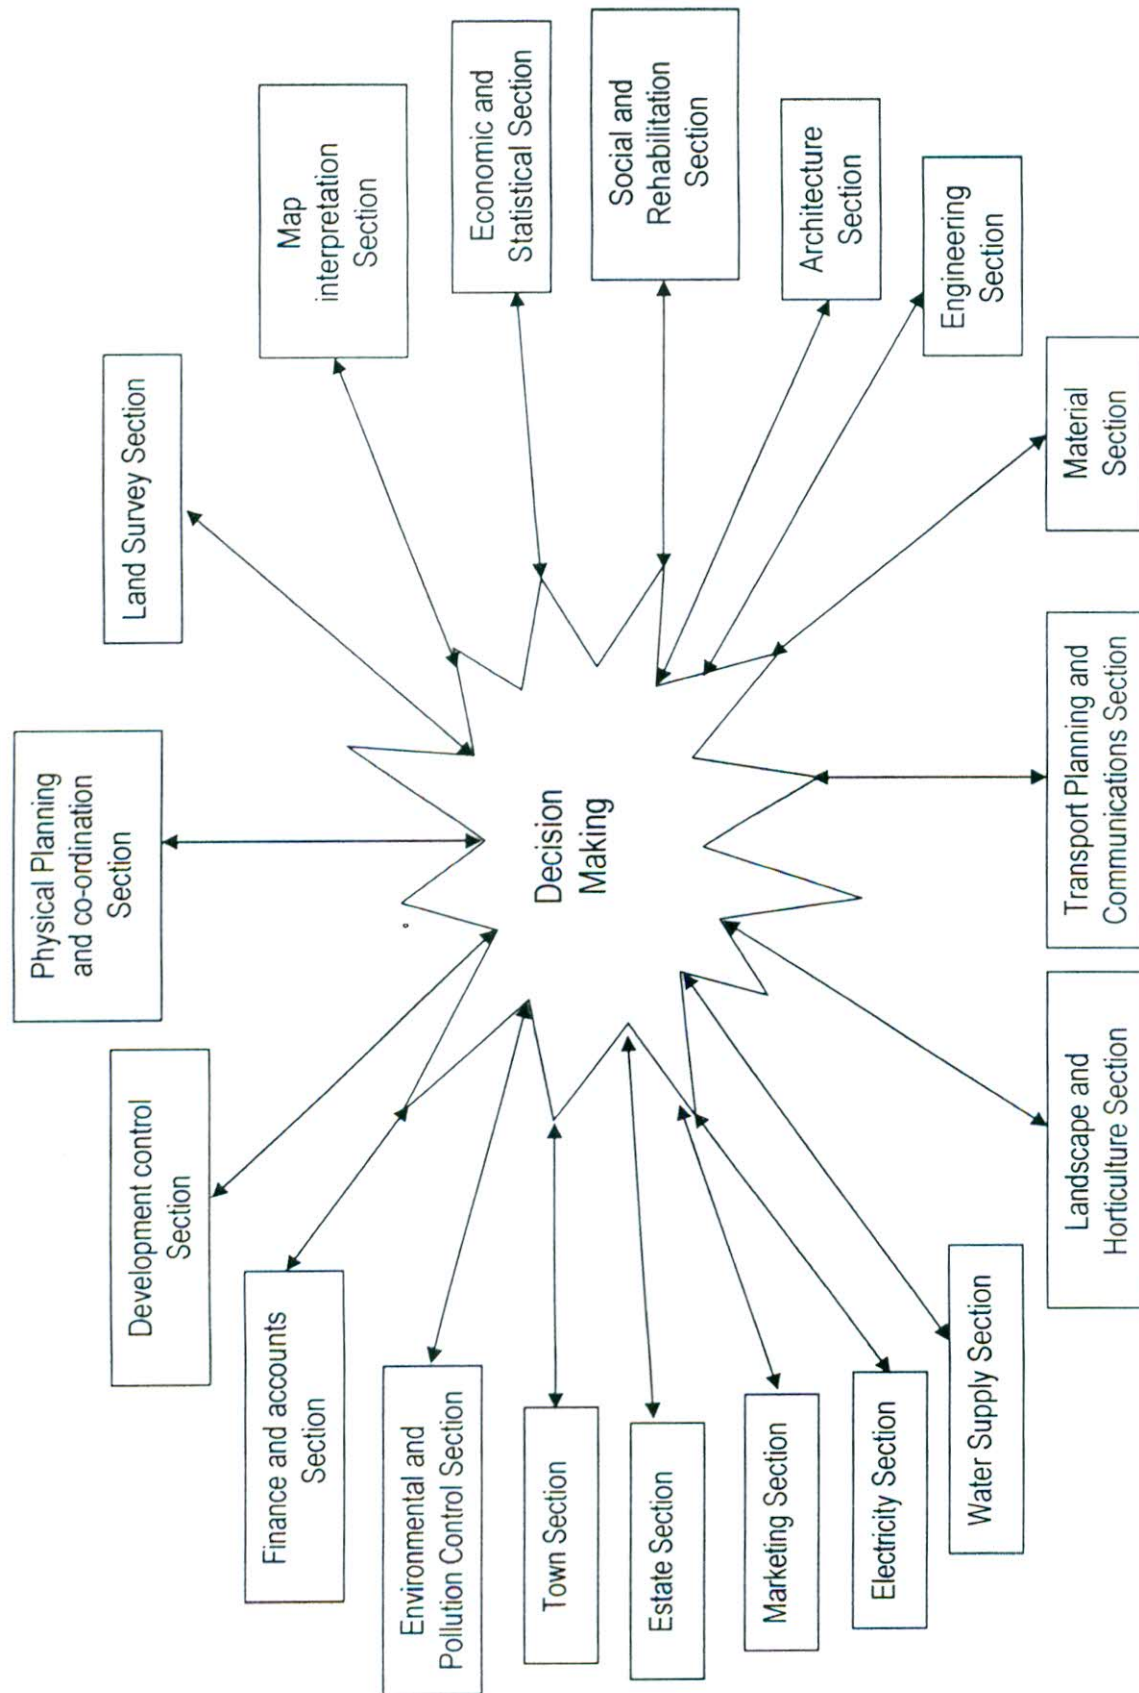 Physical Planning
and co-ordination
Section
Land Survey Section
Map
interpretation
Section
Economic and
Statistical Section
Social and
Rehabilitation
Section
Architecture
Section
Engineering
Section
Material
Section
Transport Planning and
Communications Section
Landscape and
Horticulture Section
Water Supply Section
Electricity Section
Marketing Section
Estate Section
Town Section
Environmental and
Pollution Control Section
Finance and accounts
Section
Development control
Section
Decision
Making